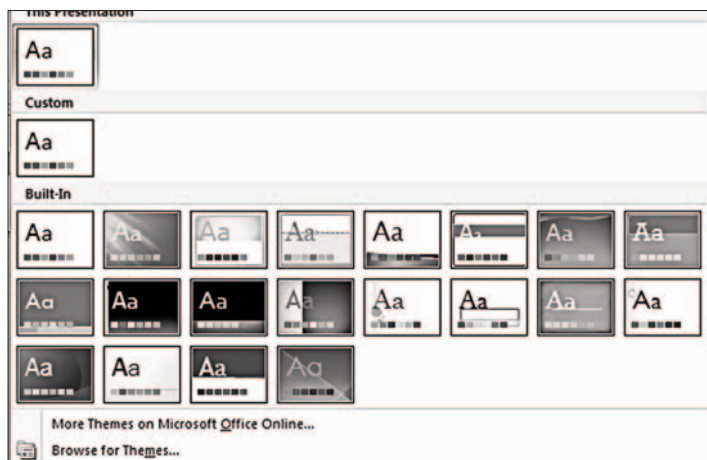 This Presentation
Aa
Custom
Aa
Built-In
Aa Aa Aa Aa Aa Aa Aa Aa
Aa Aa Aa Aa Aa Aa Aa Aa
Aa Aa Aa Aa
More Themes on Microsoft Office Online...
Browse for Themes...